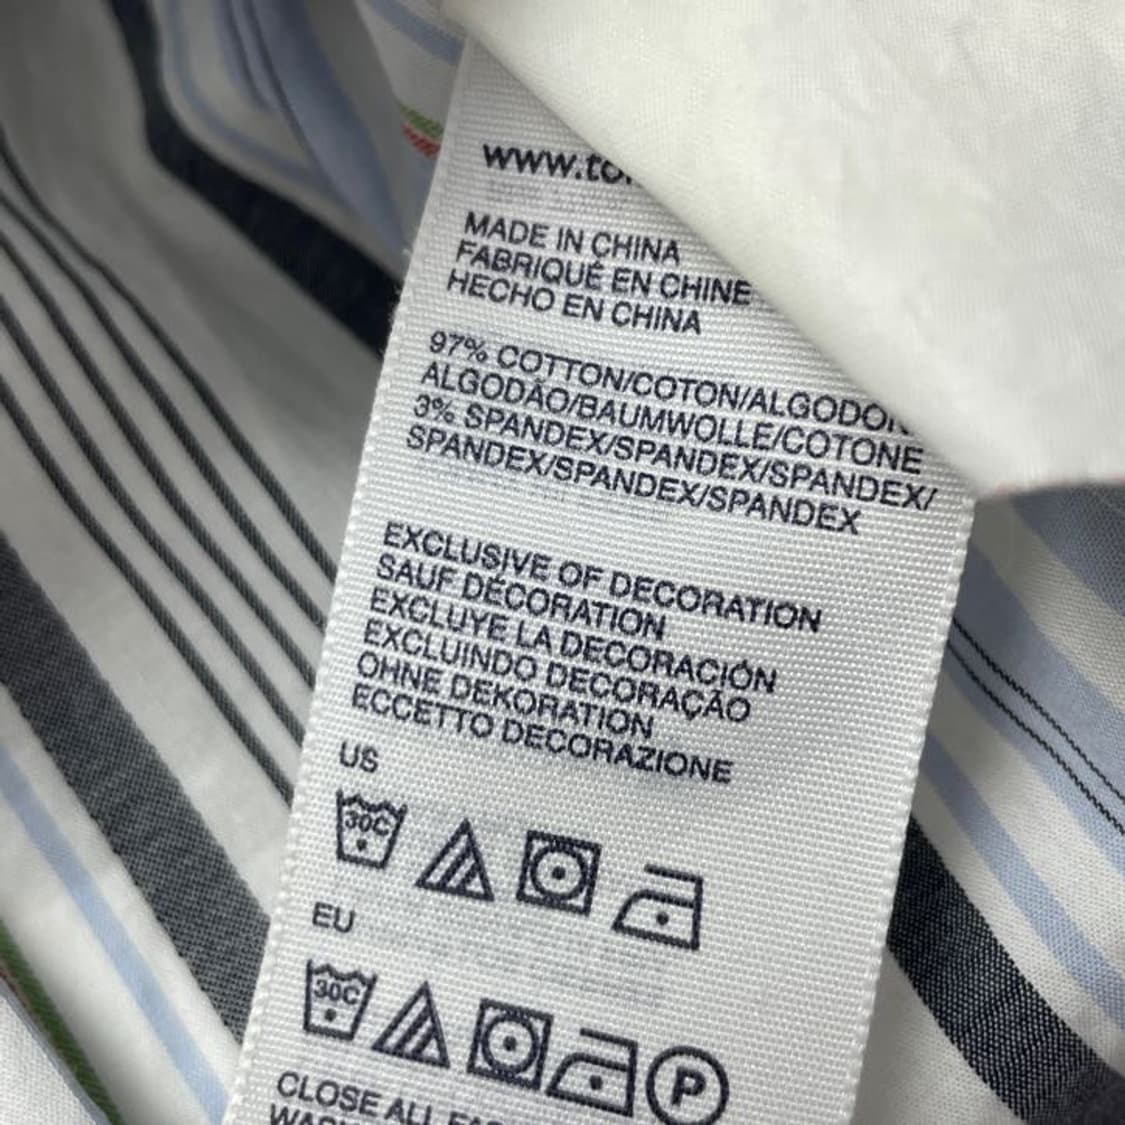 www.to
MADE IN CHINA
FABRIQUÉ EN CHINE
HECHO EN CHINA
97% COTTON/COTON/ALGODON
ALGODÃO/BAUMWOLLE/COTONE
3% SPANDEX/SPANDEX/SPANDEX/
SPANDEX/SPANDEX/SPANDEX
EXCLUSIVE OF DECORATION
SAUF DÉCORATION
EXCLUYE LA DECORACIÓN
EXCLUINDO DECORAÇÃO
OHNE DEKORATION
ECCETTO DECORAZIONE
US
30C
EU
30C P
CLOSE ALL